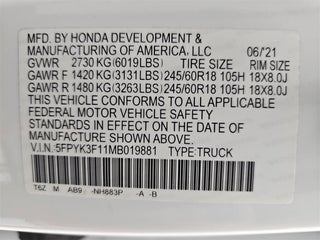 MFD. BY HONDA DEVELOPMENT &
MANUFACTURING OF AMERICA, LLC 06/'21
GVWR 2730 KG(6019LBS) TIRE SIZE RIM SIZE
GAWR F 1420 KG(3131LBS) 245/60R18 105H 18X8.0J
GAWR R 1480 KG(3263LBS) 245/60R18 105H 18X8.0J
THIS VEHICLE CONFORMS TO ALL APPLICABLE
FEDERAL MOTOR VEHICLE SAFETY
STANDARDS IN EFFECT ON THE DATE OF
MANUFACTURE SHOWN ABOVE.
V.I.N.: 5FPYK3F11MB019881 TYPE: TRUCK
T6Z M AB9 -NH883P -A -B